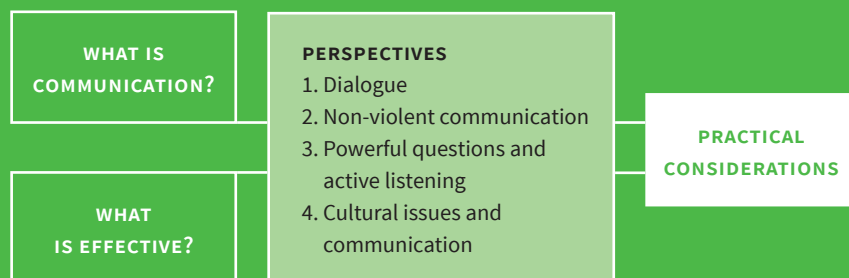 WHAT IS
COMMUNICATION?
WHAT
IS EFFECTIVE?
PERSPECTIVES
1. Dialogue
2. Non-violent communication
3. Powerful questions and
active listening
4. Cultural issues and
communication
PRACTICAL
CONSIDERATIONS